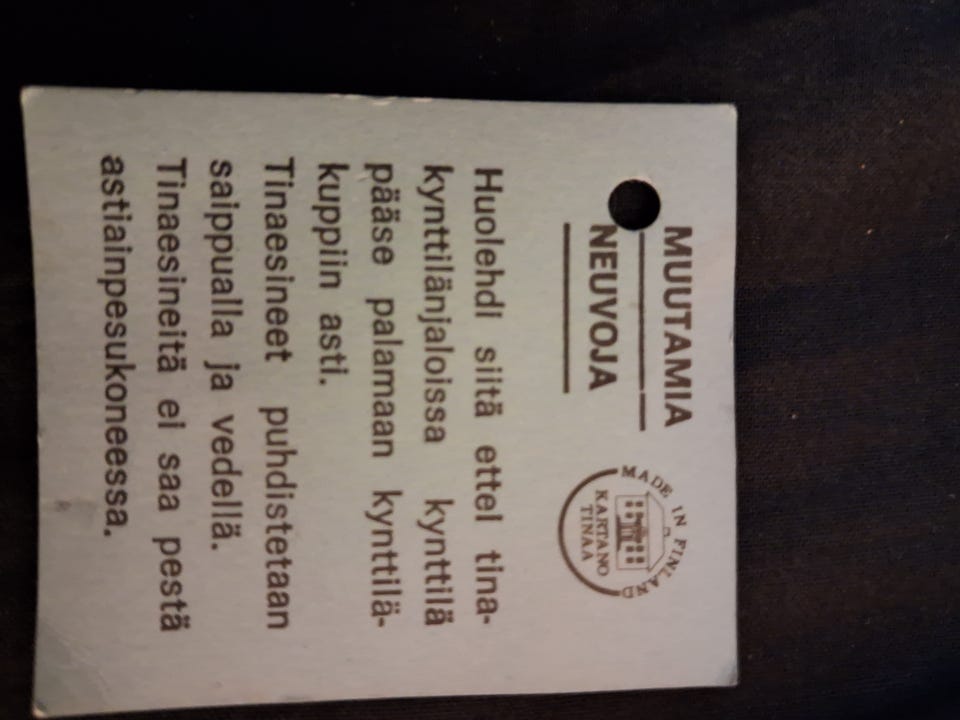 MUUTAMIA
NEUVOJA
MADE IN FINLAND
KARTANO
TINAA
Huolehdi siitä ettel tina-
kynttilänjaloissa kynttilä
pääse palamaan kynttilä-
kuppiin asti.
Tinaesineet puhdistetaan
saippualla ja vedellä.
Tinaesineitä ei saa pestä
astiainpesukoneessa.